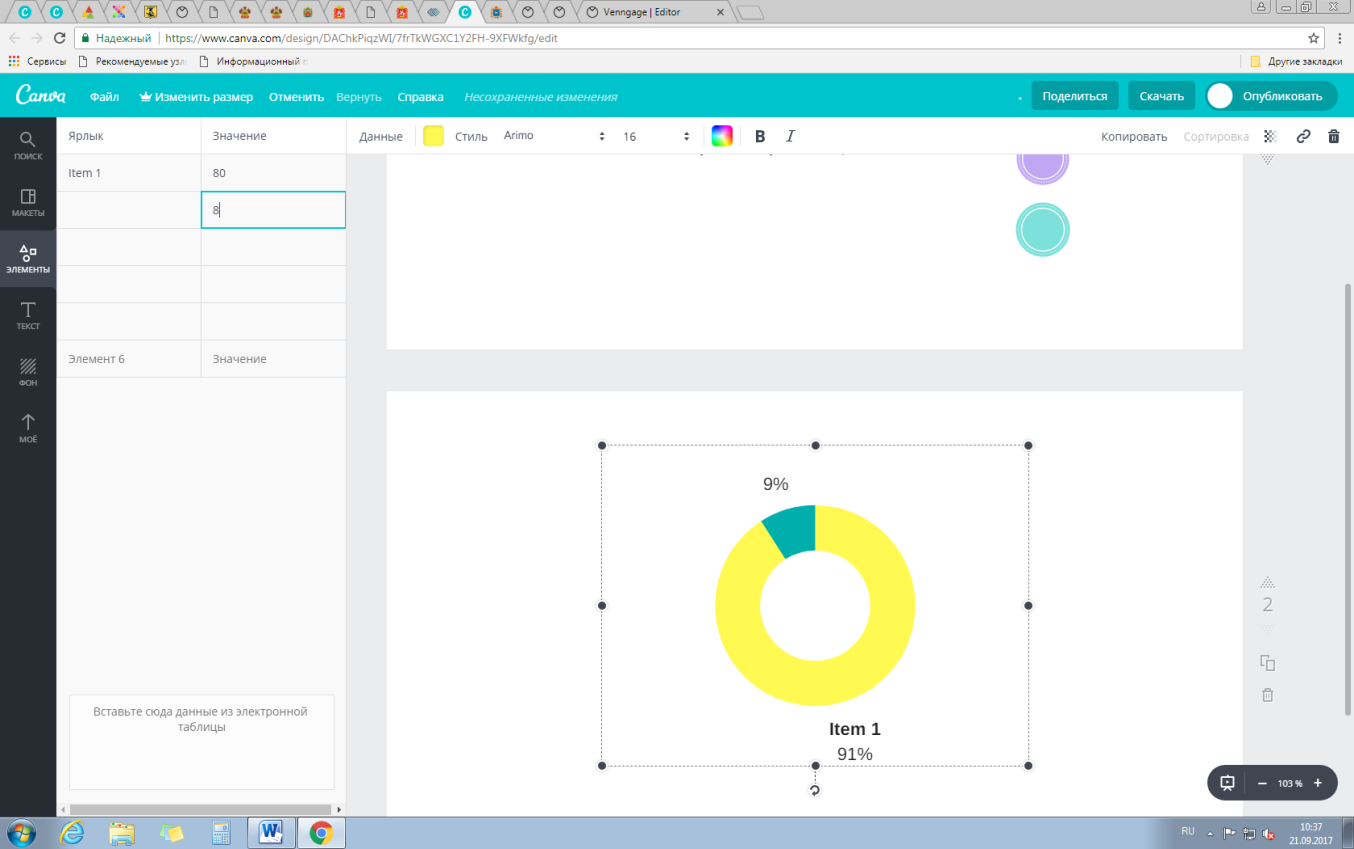 Venngage | Editor
Надежный
https://www.canva.com/design/DAChkPiqzWI/7frTkWGXC1Y2FH-9XFWkfg/edit
Сервисы Рекомендуемые узл Информационный Другие закладки
Canva Файл Изменить размер Отменить Вернуть Справка Несохраненные изменения Поделиться Скачать Опубликовать
Ярлык Значение Данные Стиль Arimo 16 B I Копировать Сортировка
ПОИСК
Item 1 80
МАКЕТЫ
8
ЭЛЕМЕНТЫ
ТЕКСТ
Элемент 6 Значение
ФОН
МОЁ
9%
2
Вставьте сюда данные из электронной
таблицы
Item 1
91%
103 %
RU
10:37
21.09.2017